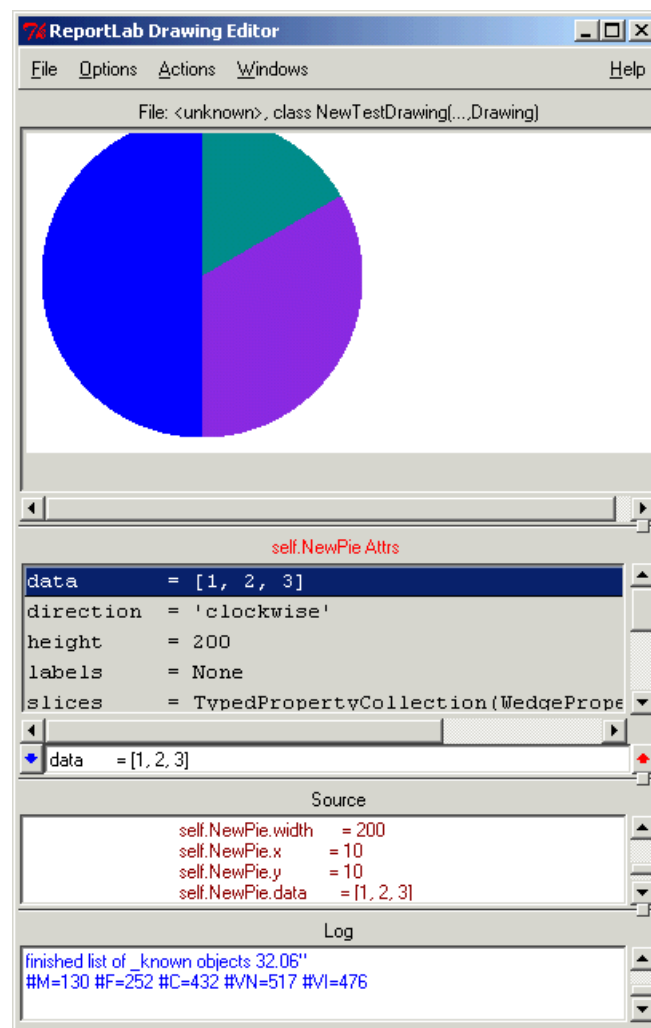 ReportLab Drawing Editor
File Options Actions Windows Help
File: <unknown>, class NewTestDrawing(...,Drawing)
self.NewPie Attrs
data = [1, 2, 3]
direction = 'clockwise'
height = 200
labels = None
slices = TypedPropertyCollection(WedgePrope
data = [1, 2, 3]
Source
self.NewPie.width = 200
self.NewPie.x = 10
self.NewPie.y = 10
self.NewPie.data = [1, 2, 3]
Log
finished list of _known objects 32.06"
#M=130 #F=252 #C=432 #VN=517 #VI=476